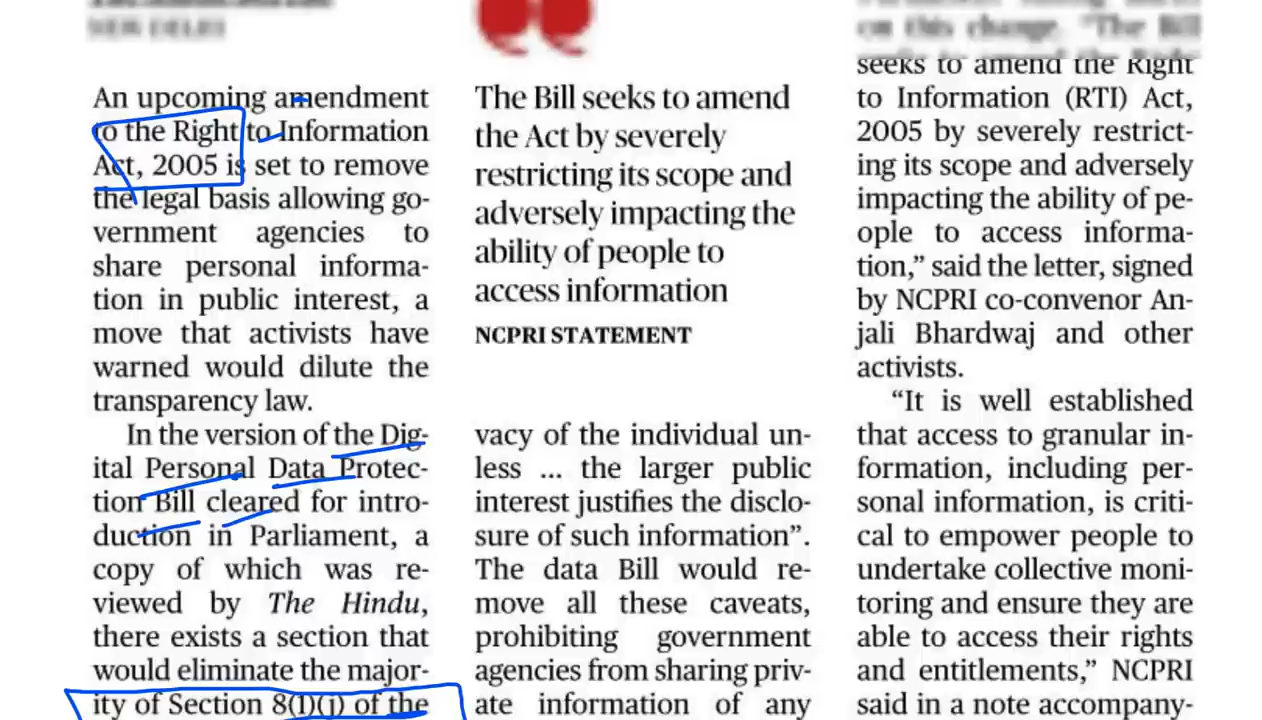 NEW DELHI
An upcoming amendment
to the Right to Information
Act, 2005 is set to remove
the legal basis allowing go-
vernment agencies to
share personal informa-
tion in public interest, a
move that activists have
warned would dilute the
transparency law.
In the version of the Dig-
ital Personal Data Protec-
tion Bill cleared for intro-
duction in Parliament, a
copy of which was re-
viewed by The Hindu,
there exists a section that
would eliminate the major-
ity of Section 8(1)(j) of the
The Bill seeks to amend
the Act by severely
restricting its scope and
adversely impacting the
ability of people to
access information
NCPRI STATEMENT
vacy of the individual un-
less ... the larger public
interest justifies the disclo-
sure of such information”.
The data Bill would re-
move all these caveats,
prohibiting government
agencies from sharing priv-
ate information of any
on this change. “The Bill
seeks to amend the Right
to Information (RTI) Act,
2005 by severely restrict-
ing its scope and adversely
impacting the ability of pe-
ople to access informa-
tion,” said the letter, signed
by NCPRI co-convenor An-
jali Bhardwaj and other
activists.
“It is well established
that access to granular in-
formation, including per-
sonal information, is criti-
cal to empower people to
undertake collective moni-
toring and ensure they are
able to access their rights
and entitlements,” NCPRI
said in a note accompany-